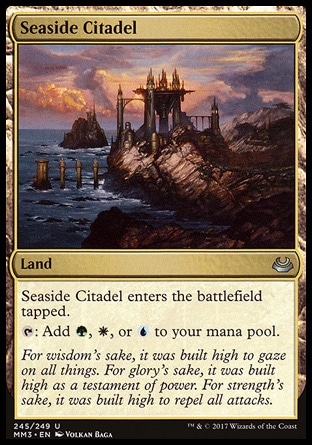 Seaside Citadel
Land
Seaside Citadel enters the battlefield
tapped.
: Add , , or to your mana pool.
For wisdom's sake, it was built high to gaze
on all things. For glory's sake, it was built
high as a testament of power. For strength's
sake, it was built high to repel all attacks.
245/249 U
MM3 • EN Volkan Baga
™ & © 2017 Wizards of the Coast